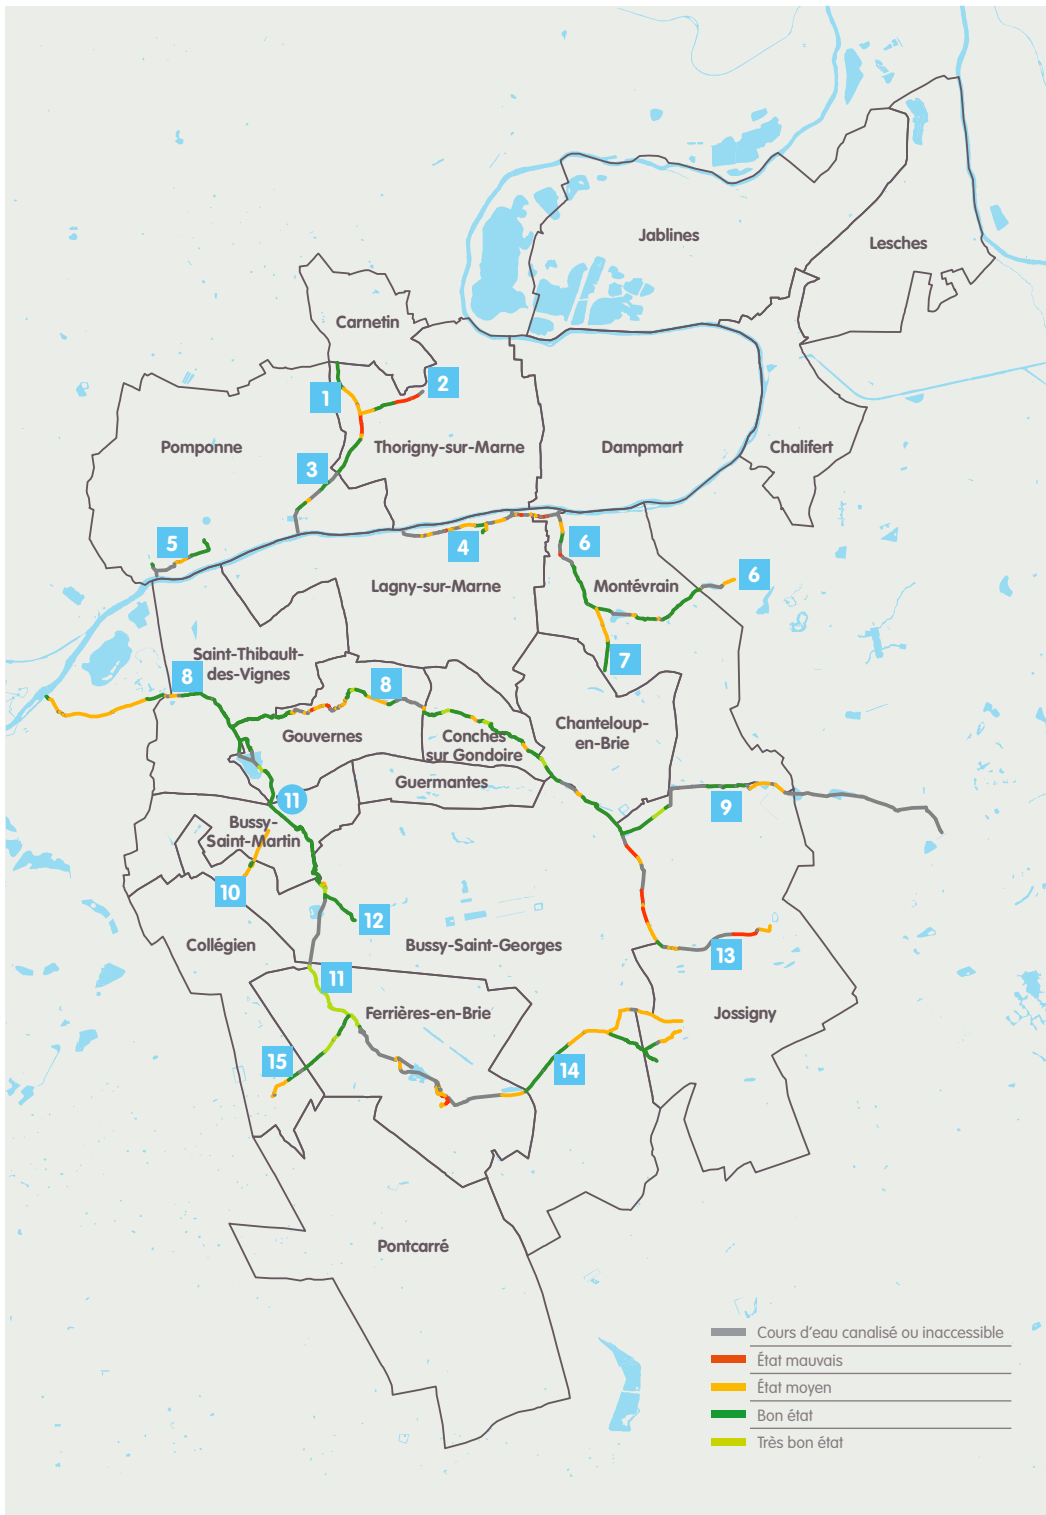 Jablines
Lesches
Carnetin
2
1
Pomponne
Thorigny-sur-Marne
Dampmart
Chalifert
3
5
4
6
Lagny-sur-Marne
Montévrain
6
Saint-Thibault-
des-Vignes
7
8
8
Gouvernes
Conches
sur Gondoire
Chanteloup-
en-Brie
Guermantes
11
9
Bussy-
Saint-Martin
10
12
Collégien
Bussy-Saint-Georges
13
11
Ferrières-en-Brie
Jossigny
15
14
Pontcarré
Cours d'eau canalisé ou inaccessible
État mauvais
État moyen
Bon état
Très bon état